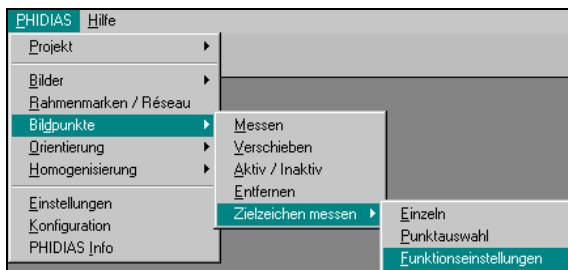 PHIDIAS Hilfe
Projekt
Bilder
Rahmenmarken / Réseau
Bildpunkte
Orientierung
Homogenisierung
Einstellungen
Konfiguration
PHIDIAS Info
Messen
Verschieben
Aktiv / Inaktiv
Entfernen
Zielzeichen messen
Einzeln
Punktauswahl
Funktionseinstellungen